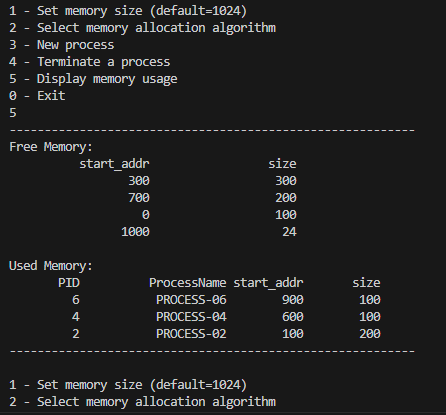 1 - Set memory size (default=1024)
2 - Select memory allocation algorithm
3 - New process
4 - Terminate a process
5 - Display memory usage
0 - Exit
5
----------------------------------------------------------
Free Memory:
start_addr size
300 300
700 200
0 100
1000 24
Used Memory:
PID ProcessName start_addr size
6 PROCESS-06 900 100
4 PROCESS-04 600 100
2 PROCESS-02 100 200
----------------------------------------------------------
1 - Set memory size (default=1024)
2 - Select memory allocation algorithm